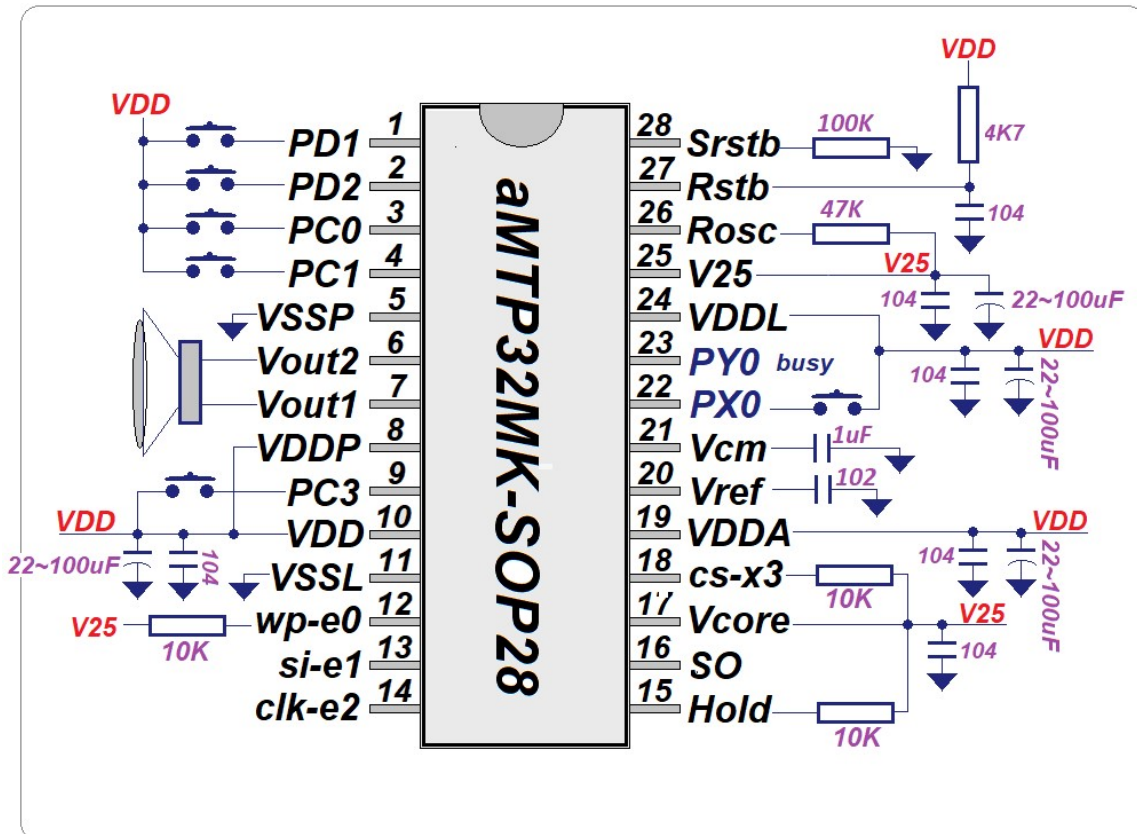 VDD
VDD
PD1 1
PD2 2
PC0 3
PC1 4
VSSP 5
Vout2 6
Vout1 7
VDDP 8
PC3 9
VDD
VDD 10
22~100uF
104
VSSL 11
V25
10K
wp-e0 12
si-e1 13
clk-e2 14
aMTP32MK-SOP28
28 Srstb
100K
4K7
27 Rstb
104
26 Rosc
47K
25 V25
V25
104
22~100uF
24 VDDL
VDD
23 PY0 busy
104
22~100uF
22 PX0
21 Vcm
1uF
20 Vref
102
19 VDDA
VDD
104
22~100uF
18 cs-x3
10K
17 Vcore
V25
104
16 SO
15 Hold
10K